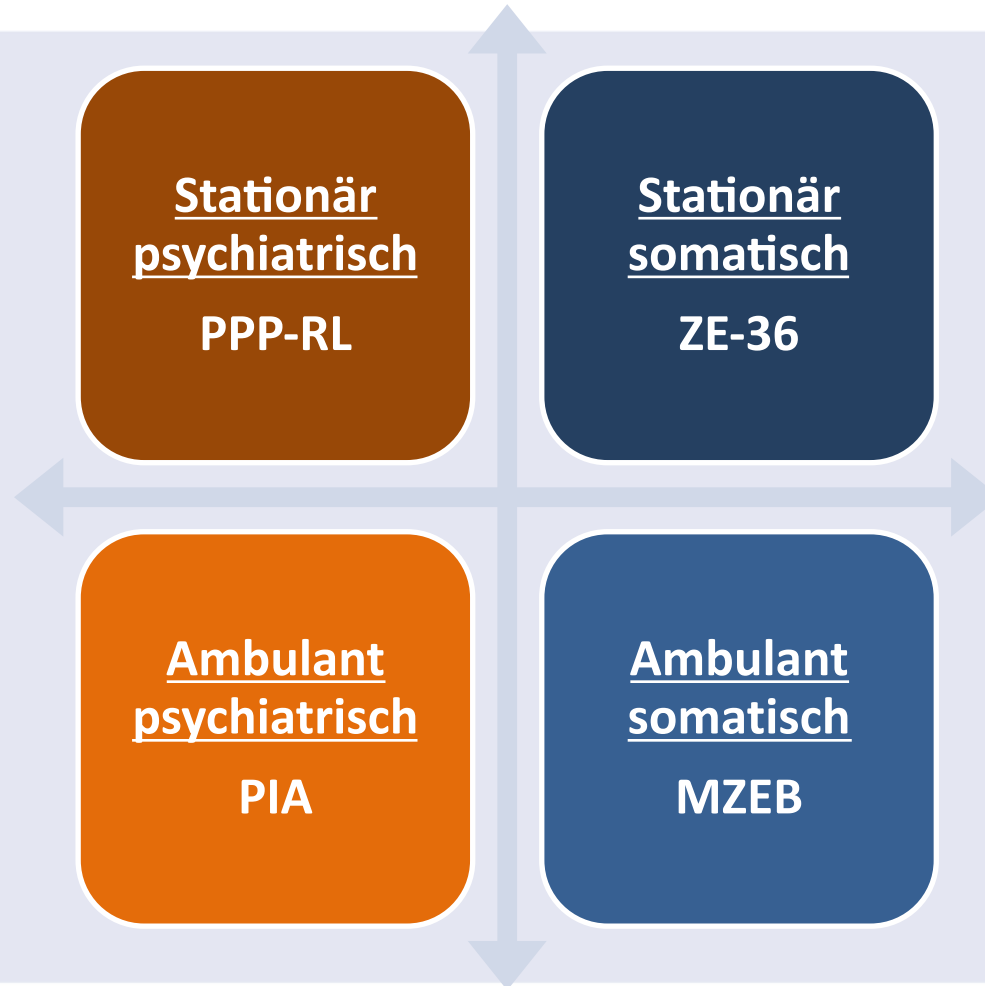 Stationär
psychiatrisch
PPP-RL
Stationär
somatisch
ZE-36
Ambulant
psychiatrisch
PIA
Ambulant
somatisch
MZEB